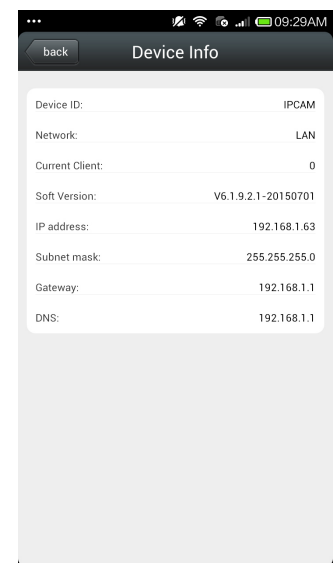 09:29AM
back
Device Info
Device ID: IPCAM
Network: LAN
Current Client: 0
Soft Version: V6.1.9.2.1-20150701
IP address: 192.168.1.63
Subnet mask: 255.255.255.0
Gateway: 192.168.1.1
DNS: 192.168.1.1